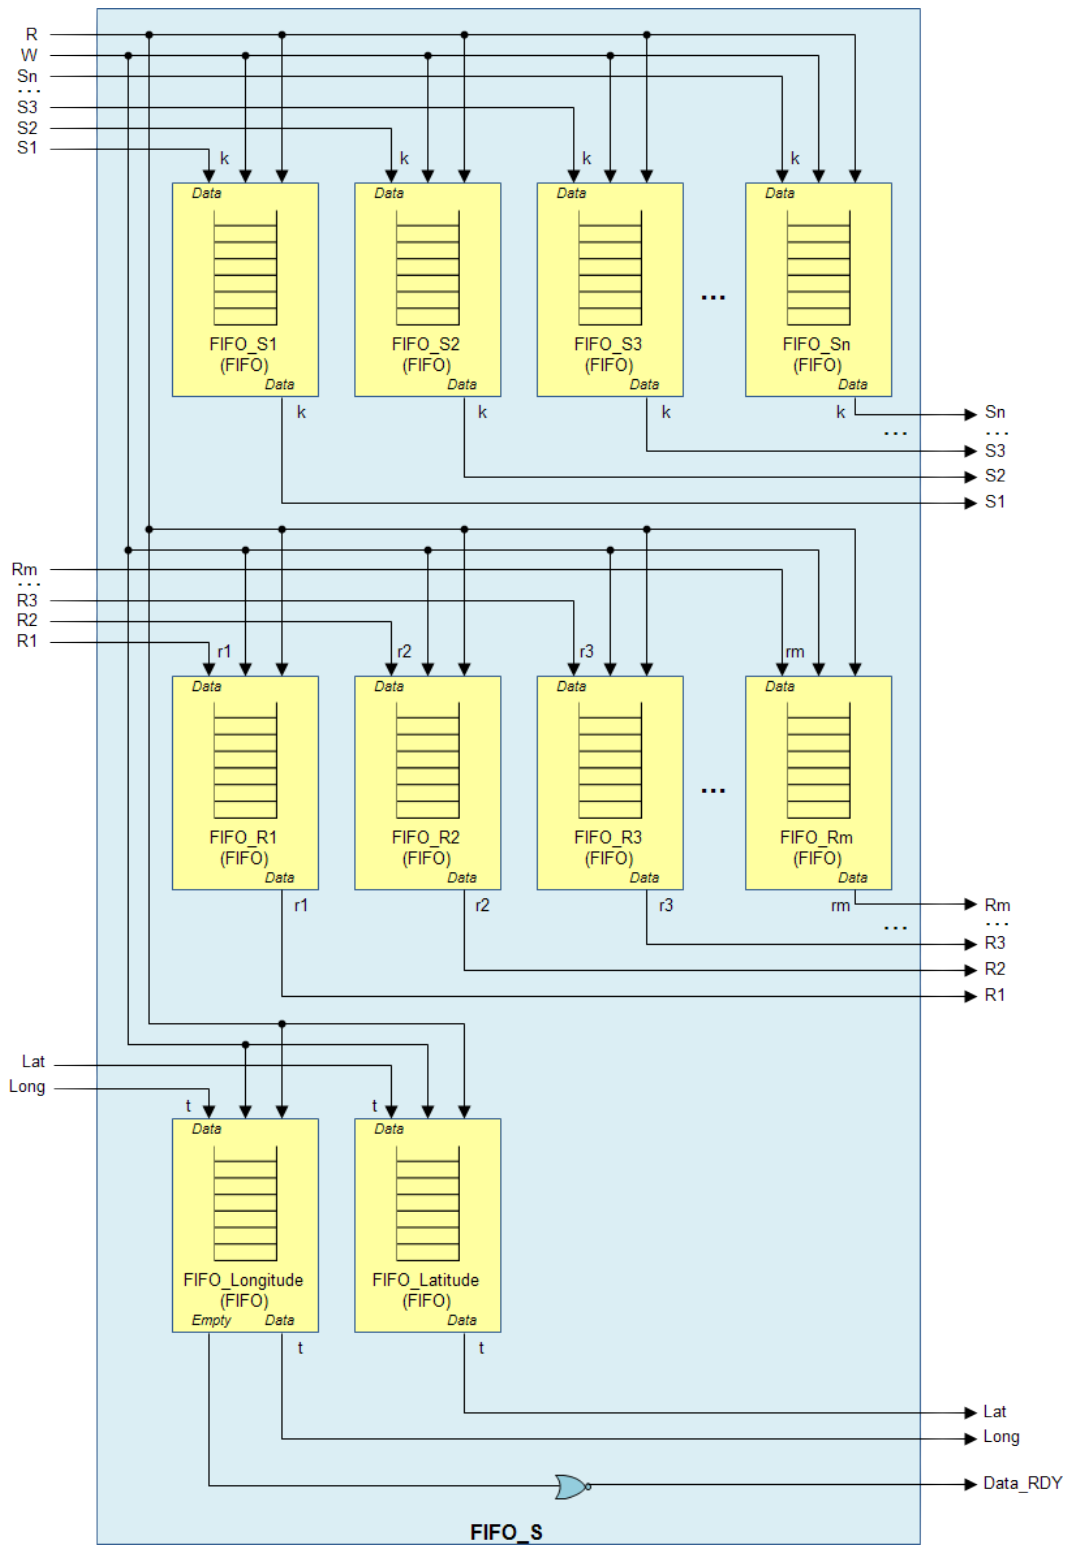 R
W
Sn
...
S3
S2
S1
k k k k
Data Data Data Data
...
FIFO_S1 FIFO_S2 FIFO_S3 FIFO_Sn
(FIFO) (FIFO) (FIFO) (FIFO)
Data Data Data Data
k k k k
Sn
... ...
S3
S2
S1
Rm
...
R3
R2
R1
r1 r2 r3 rm
Data Data Data Data
...
FIFO_R1 FIFO_R2 FIFO_R3 FIFO_Rm
(FIFO) (FIFO) (FIFO) (FIFO)
Data Data Data Data
r1 r2 r3 rm
Rm
... ...
R3
R2
R1
Lat
Long
t t
Data Data
FIFO_Longitude FIFO_Latitude
(FIFO) (FIFO)
Empty Data Data
t t
Lat
Long
Data_RDY
FIFO_S